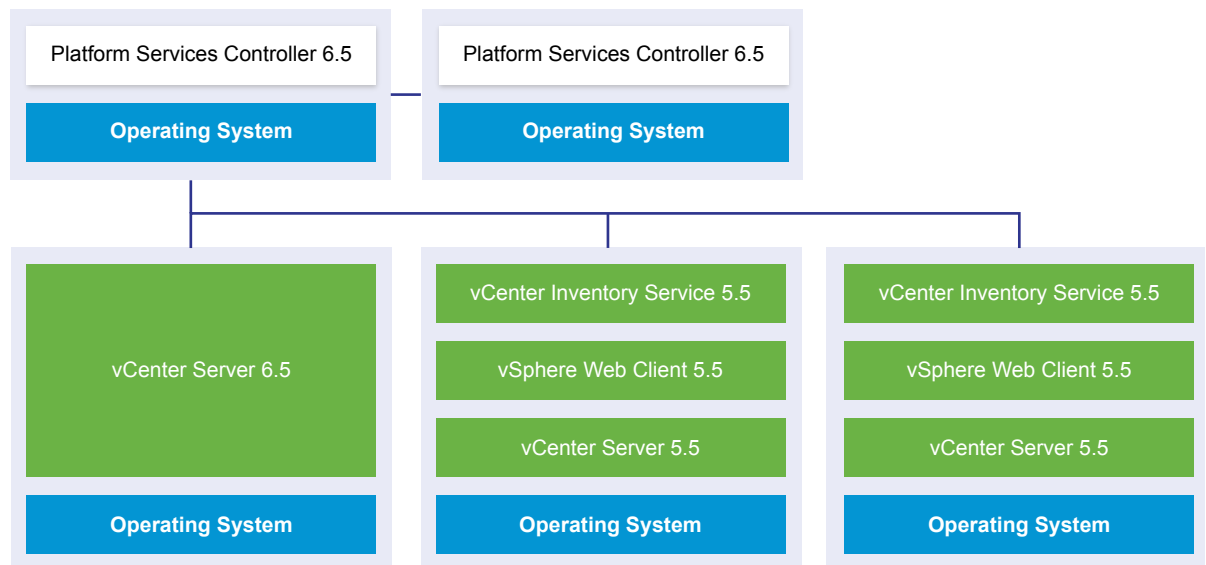 Platform Services Controller 6.5
Operating System
Platform Services Controller 6.5
Operating System
vCenter Server 6.5
Operating System
vCenter Inventory Service 5.5
vSphere Web Client 5.5
vCenter Server 5.5
Operating System
vCenter Inventory Service 5.5
vSphere Web Client 5.5
vCenter Server 5.5
Operating System